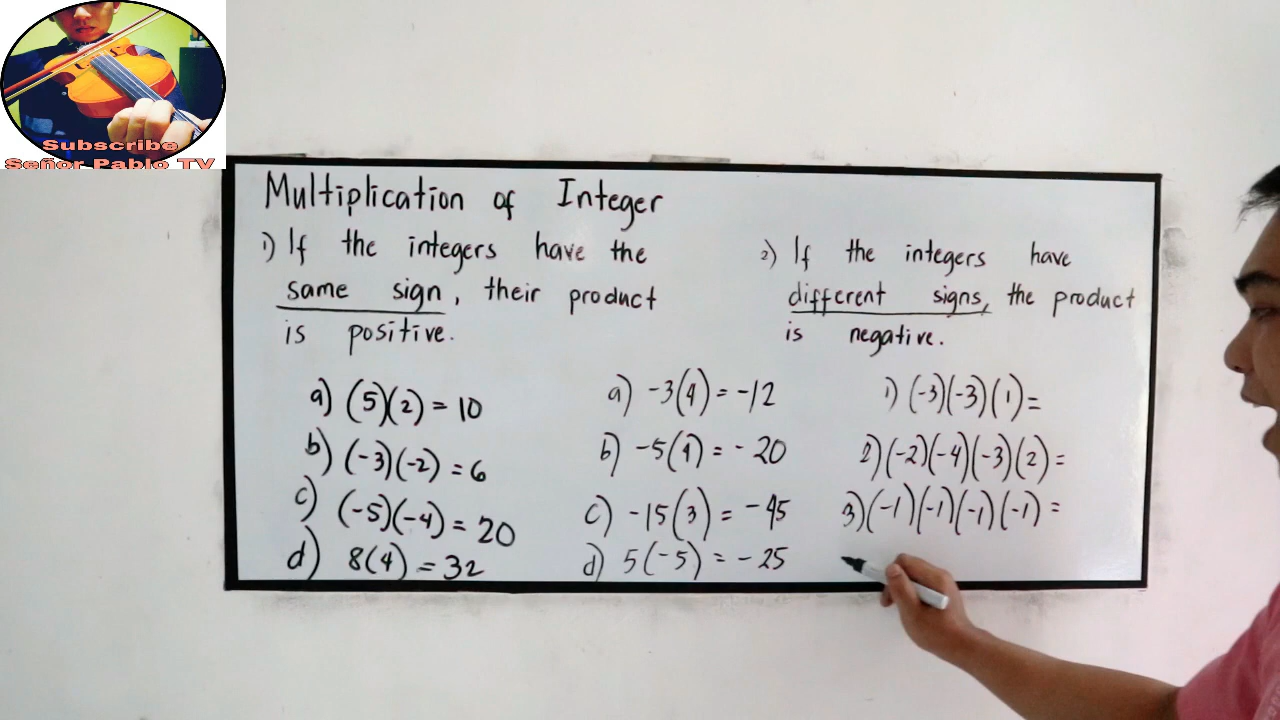 Subscribe
Señor Pablo TV
Multiplication of Integer
1) If the integers have the
same sign, their product
is positive.
a) (5)(2) = 10
b) (-3)(-2) = 6
c) (-5)(-4) = 20
d) 8(4) = 32
2) If the integers have
different signs, the product
is negative.
a) -3(4) = -12
b) -5(4) = -20
c) -15(3) = -45
d) 5(-5) = -25
1) (-3)(-3)(1) =
2) (-2)(-4)(-3)(2) =
3) (-1)(-1)(-1)(-1) =